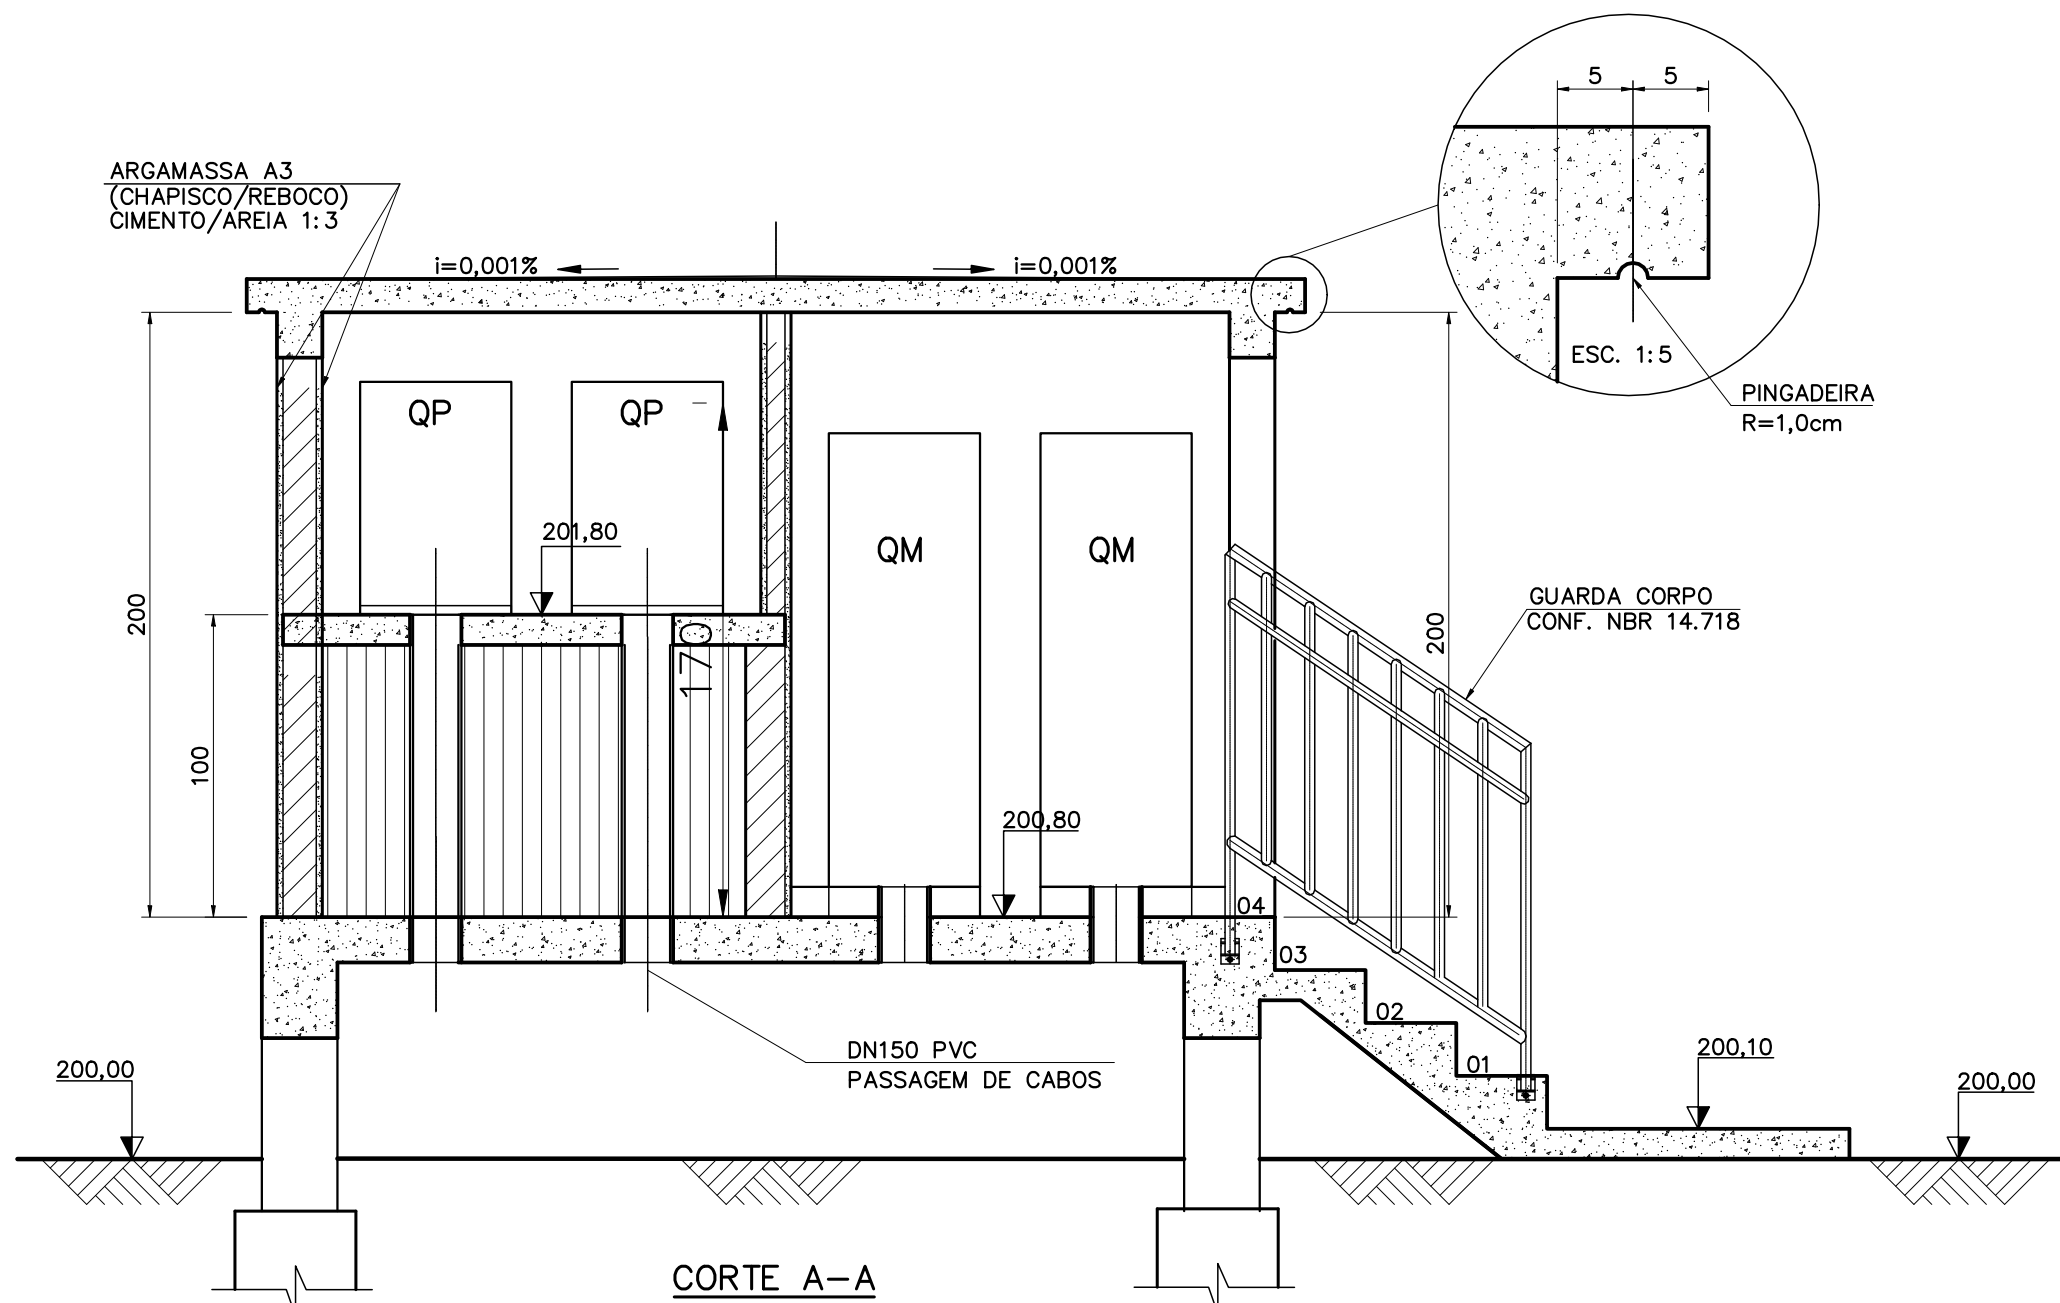 5
5
ARGAMASSA A3
(CHAPISCO/REBOCO)
CIMENTO/AREIA 1:3
i=0,001%
i=0,001%
ESC. 1:5
PINGADEIRA
R=1,0cm
QP
QP
201,80
QM
QM
GUARDA CORPO
CONF. NBR 14.718
200
200
170
100
200,80
04
03
02
01
DN150 PVC
PASSAGEM DE CABOS
200,00
200,10
200,00
CORTE A-A